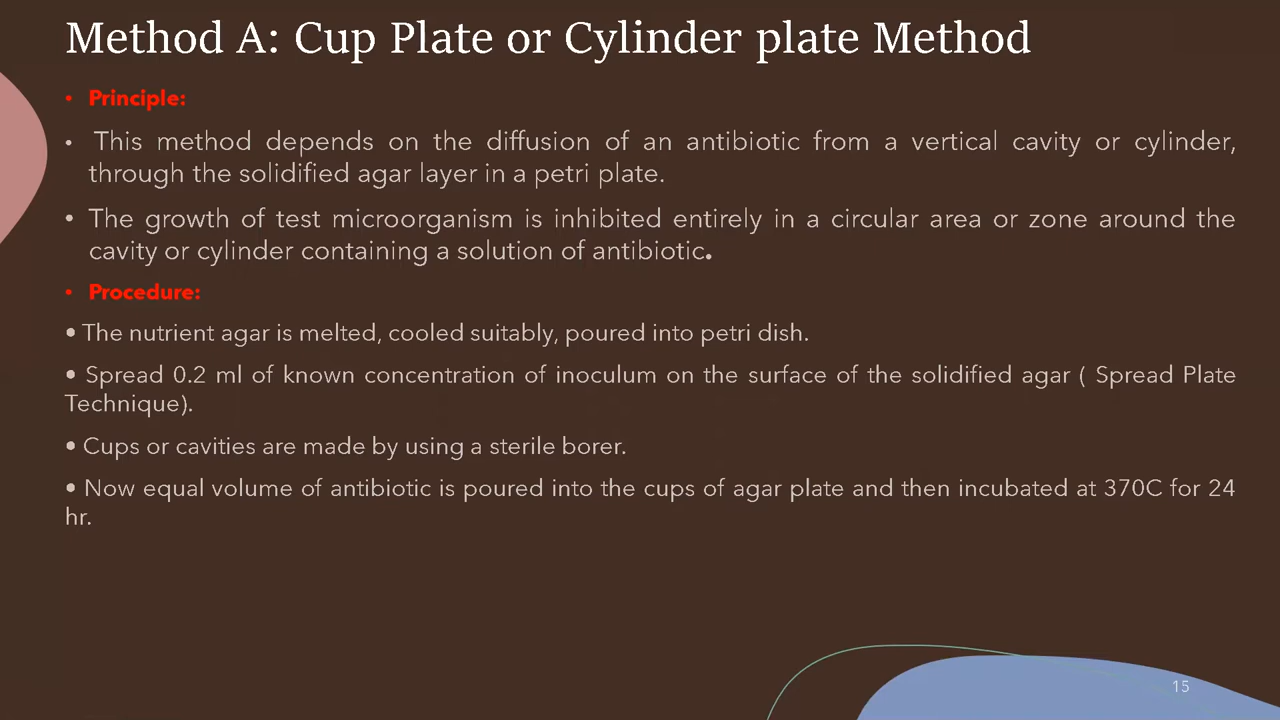 Method A: Cup Plate or Cylinder plate Method
• Principle:
• This method depends on the diffusion of an antibiotic from a vertical cavity or cylinder,
through the solidified agar layer in a petri plate.
• The growth of test microorganism is inhibited entirely in a circular area or zone around the
cavity or cylinder containing a solution of antibiotic.
• Procedure:
• The nutrient agar is melted, cooled suitably, poured into petri dish.
• Spread 0.2 ml of known concentration of inoculum on the surface of the solidified agar ( Spread Plate
Technique).
• Cups or cavities are made by using a sterile borer.
• Now equal volume of antibiotic is poured into the cups of agar plate and then incubated at 370C for 24
hr.
15